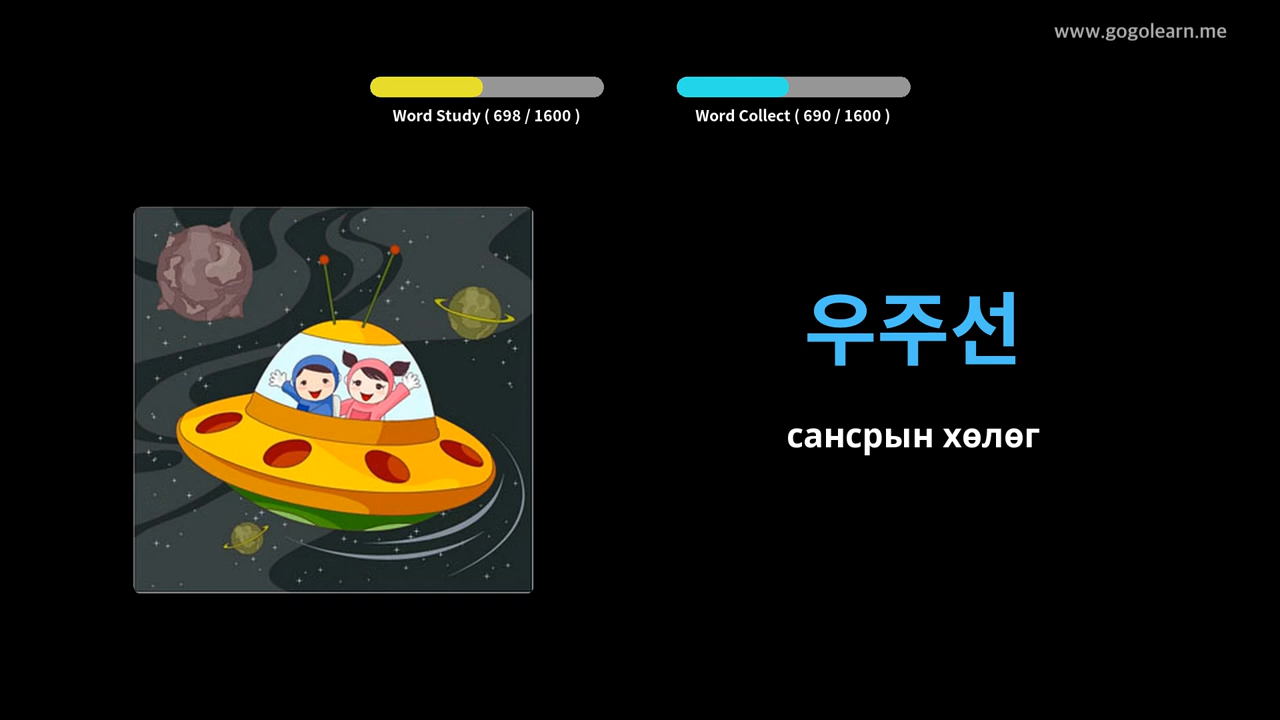 www.gogolearn.me
Word Study ( 698 / 1600 )
Word Collect ( 690 / 1600 )
우주선
сансрын хөлөг